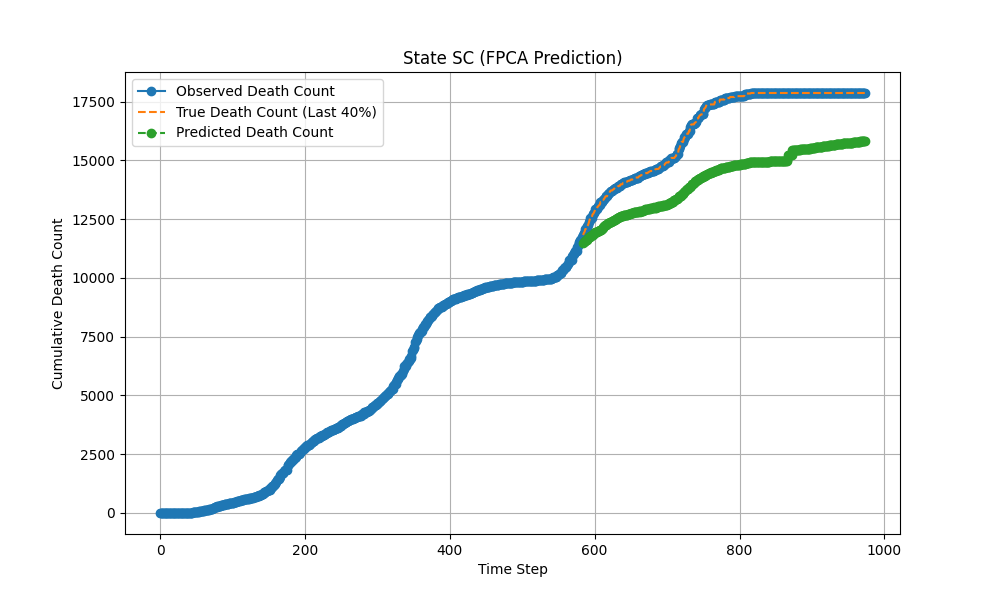 State SC (FPCA Prediction)
Observed Death Count
True Death Count (Last 40%)
Predicted Death Count
Cumulative Death Count
17500
15000
12500
10000
7500
5000
2500
0
0 200 400 600 800 1000
Time Step